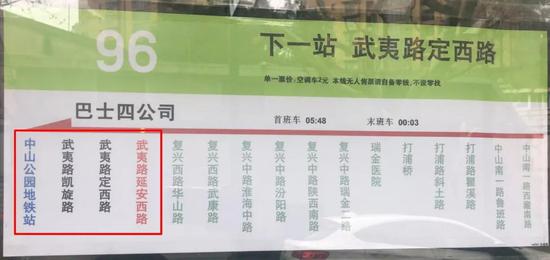 96
下一站 武夷路定西路
单一票价：空调车2元 本线无人售票请自备零钱，不设零找
巴士四公司
首班车 05:48
末班车 00:03
中山公园地铁站
武夷路凯旋路
武夷路定西路
武夷路延安西路
复兴西路华山路
复兴西路武康路
复兴中路淮海中路
复兴中路汾阳路
复兴中路陕西南路
复兴中路瑞金二路
瑞金医院
打浦桥
打浦路斜土路
打浦路瞿溪路
中山南一路鲁班路
中山南一路西藏南路